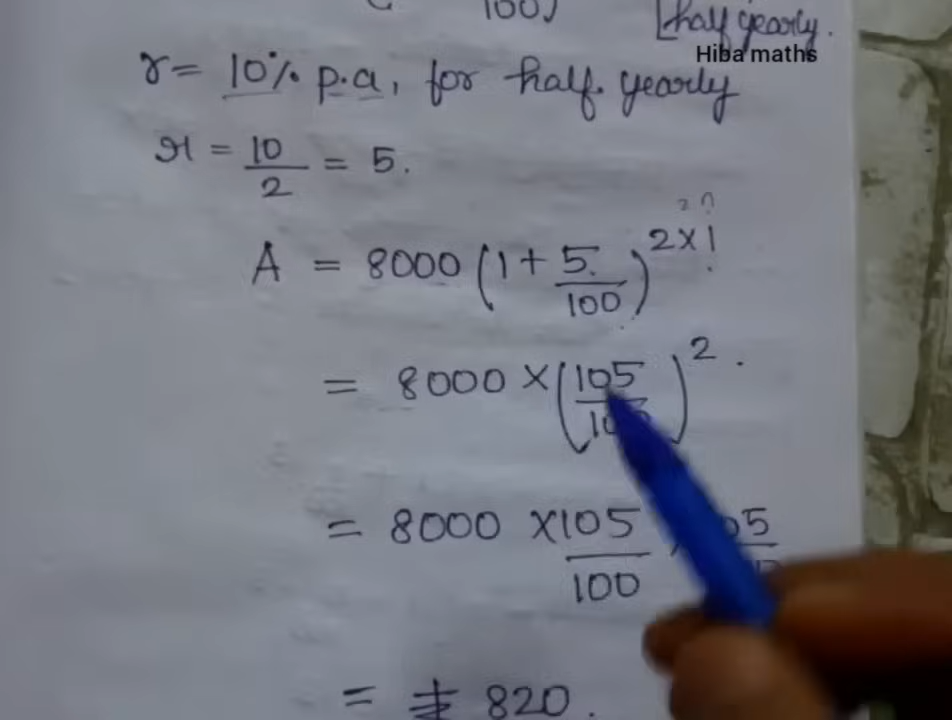 100) [half yearly.
Hiba maths
r = 10% p.a, for half yearly
r = 10/2 = 5.
A = 8000 (1 + 5/100)^2×1
= 8000 × (105/10 )^2.
= 8000 × 105/100 05
= ₹ 820.